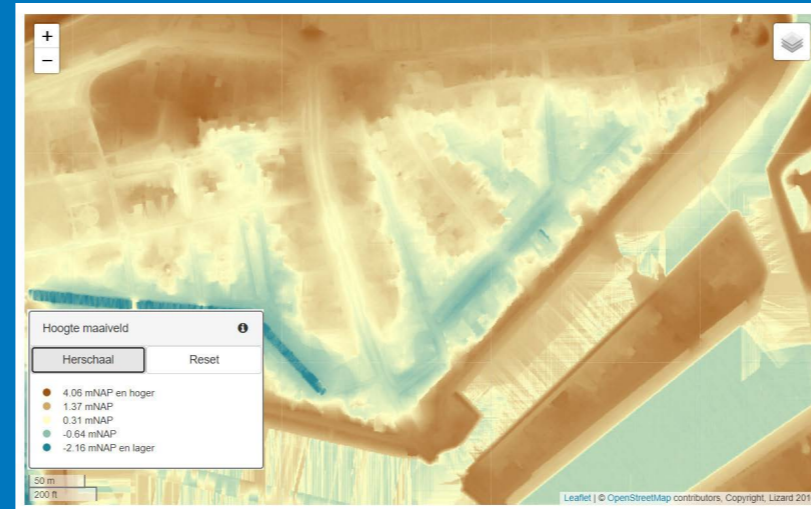 +
−
Hoogte maaiveld
Herschaal Reset
4.06 mNAP en hoger
1.37 mNAP
0.31 mNAP
-0.64 mNAP
-2.16 mNAP en lager
50 m
200 ft
Leaflet | © OpenStreetMap contributors, Copyright, Lizard 201